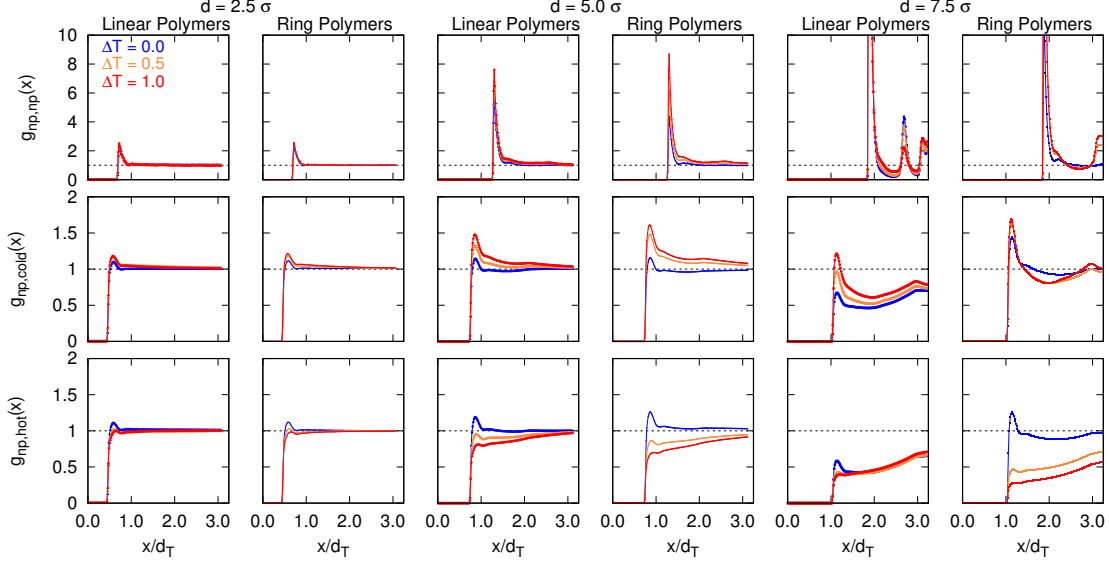 d = 2.5 σ d = 5.0 σ d = 7.5 σ
Linear Polymers Ring Polymers Linear Polymers Ring Polymers Linear Polymers Ring Polymers
ΔT = 0.0
ΔT = 0.5
ΔT = 1.0
g_np,np(x)
10
8
6
4
2
0
g_np,cold(x)
2
1.5
1
0.5
0
g_np,hot(x)
2
1.5
1
0.5
0
0.0 1.0 2.0 3.0 0.0 1.0 2.0 3.0 0.0 1.0 2.0 3.0 0.0 1.0 2.0 3.0 0.0 1.0 2.0 3.0 0.0 1.0 2.0 3.0
x/d_T x/d_T x/d_T x/d_T x/d_T x/d_T